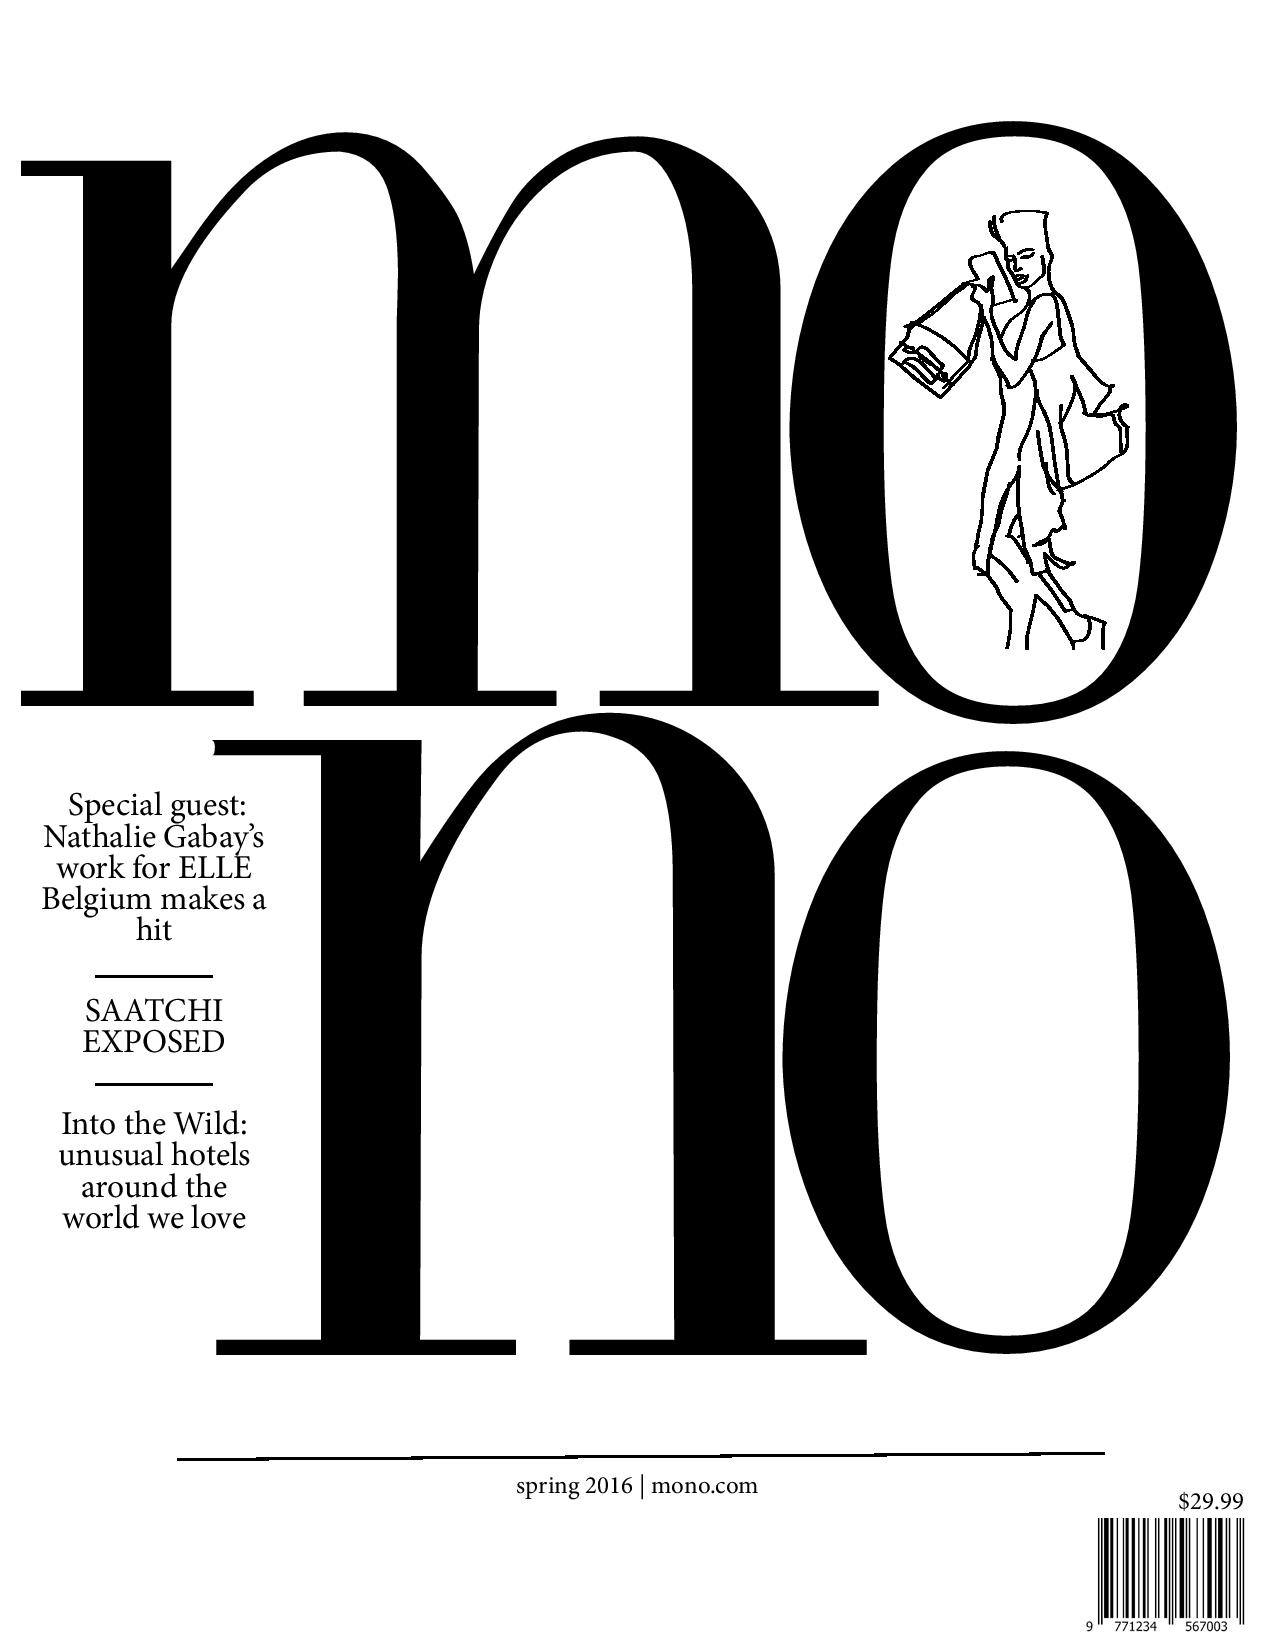 mo
no
Special guest:
Nathalie Gabay’s
work for ELLE
Belgium makes a
hit
SAATCHI
EXPOSED
Into the Wild:
unusual hotels
around the
world we love
spring 2016 | mono.com
$29.99
9 771234 567003